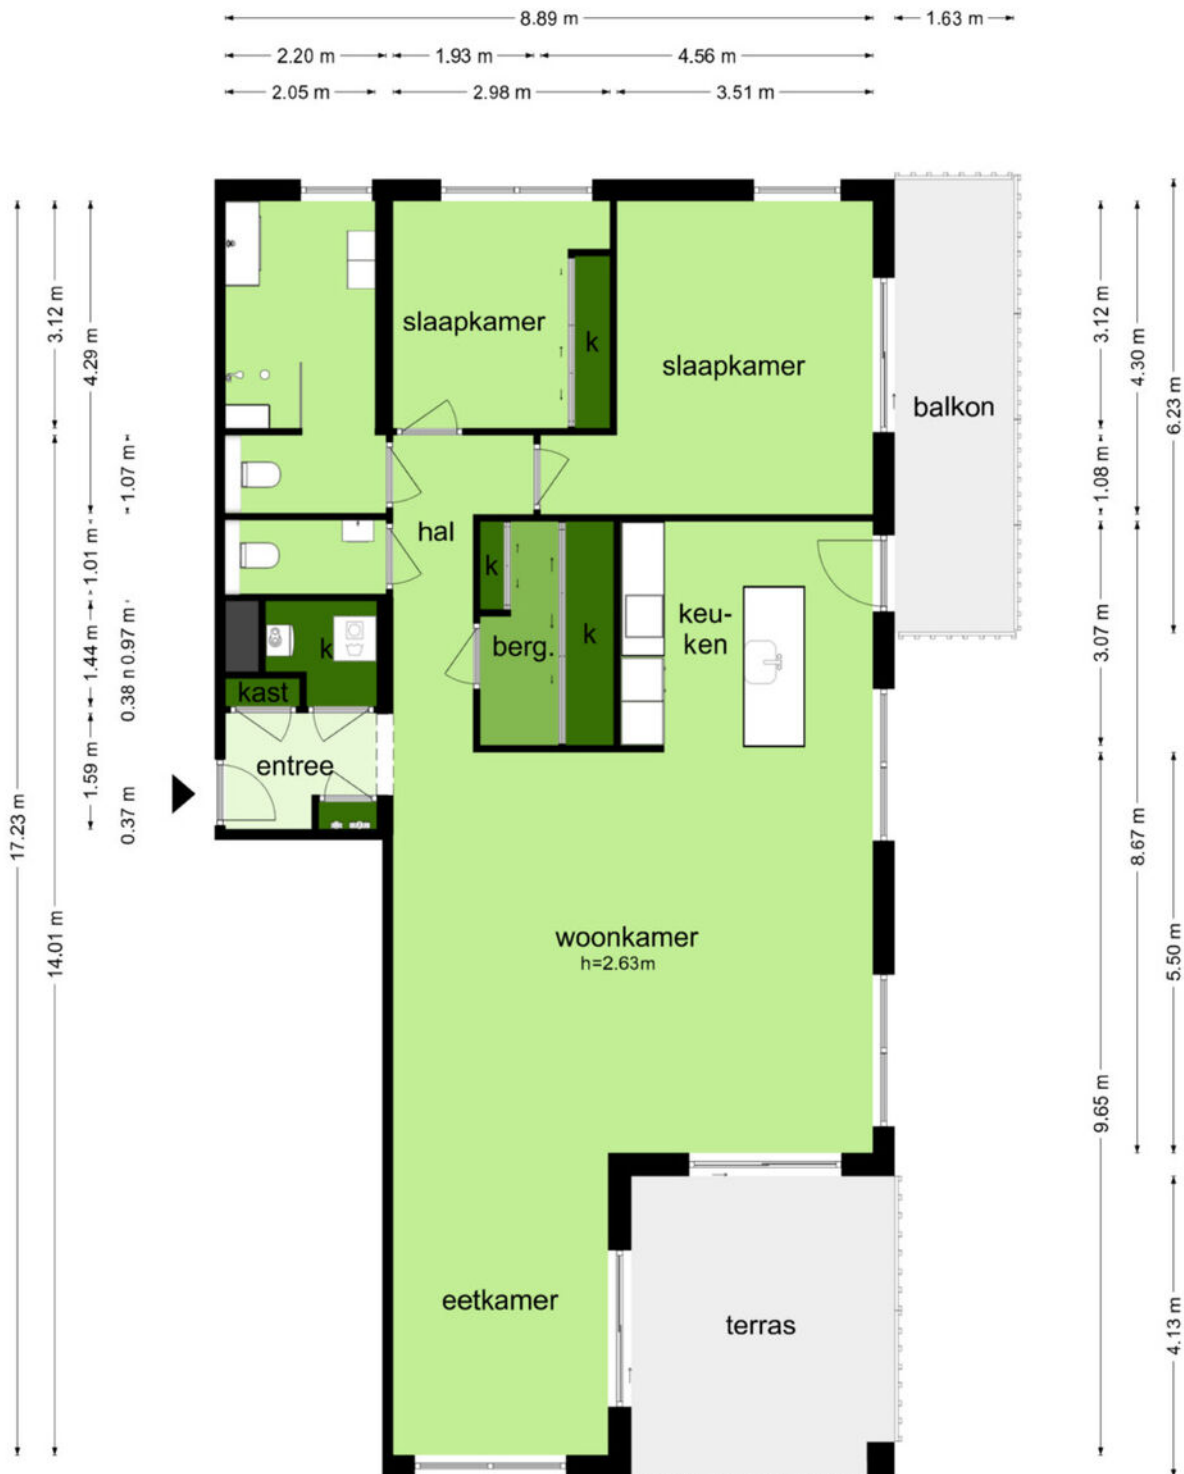 8.89 m
1.63 m
2.20 m
1.93 m
4.56 m
2.05 m
2.98 m
3.51 m
17.23 m
3.12 m
14.01 m
4.29 m
1.01 m
1.44 m
1.59 m
1.07 m
0.97 m
0.37 m
slaapkamer
k
slaapkamer
balkon
hal
k
berg.
k
keu-
ken
k
kast
entree
woonkamer
h=2.63m
eetkamer
terras
3.12 m
1.08 m
3.07 m
9.65 m
4.30 m
8.67 m
6.23 m
5.50 m
4.13 m